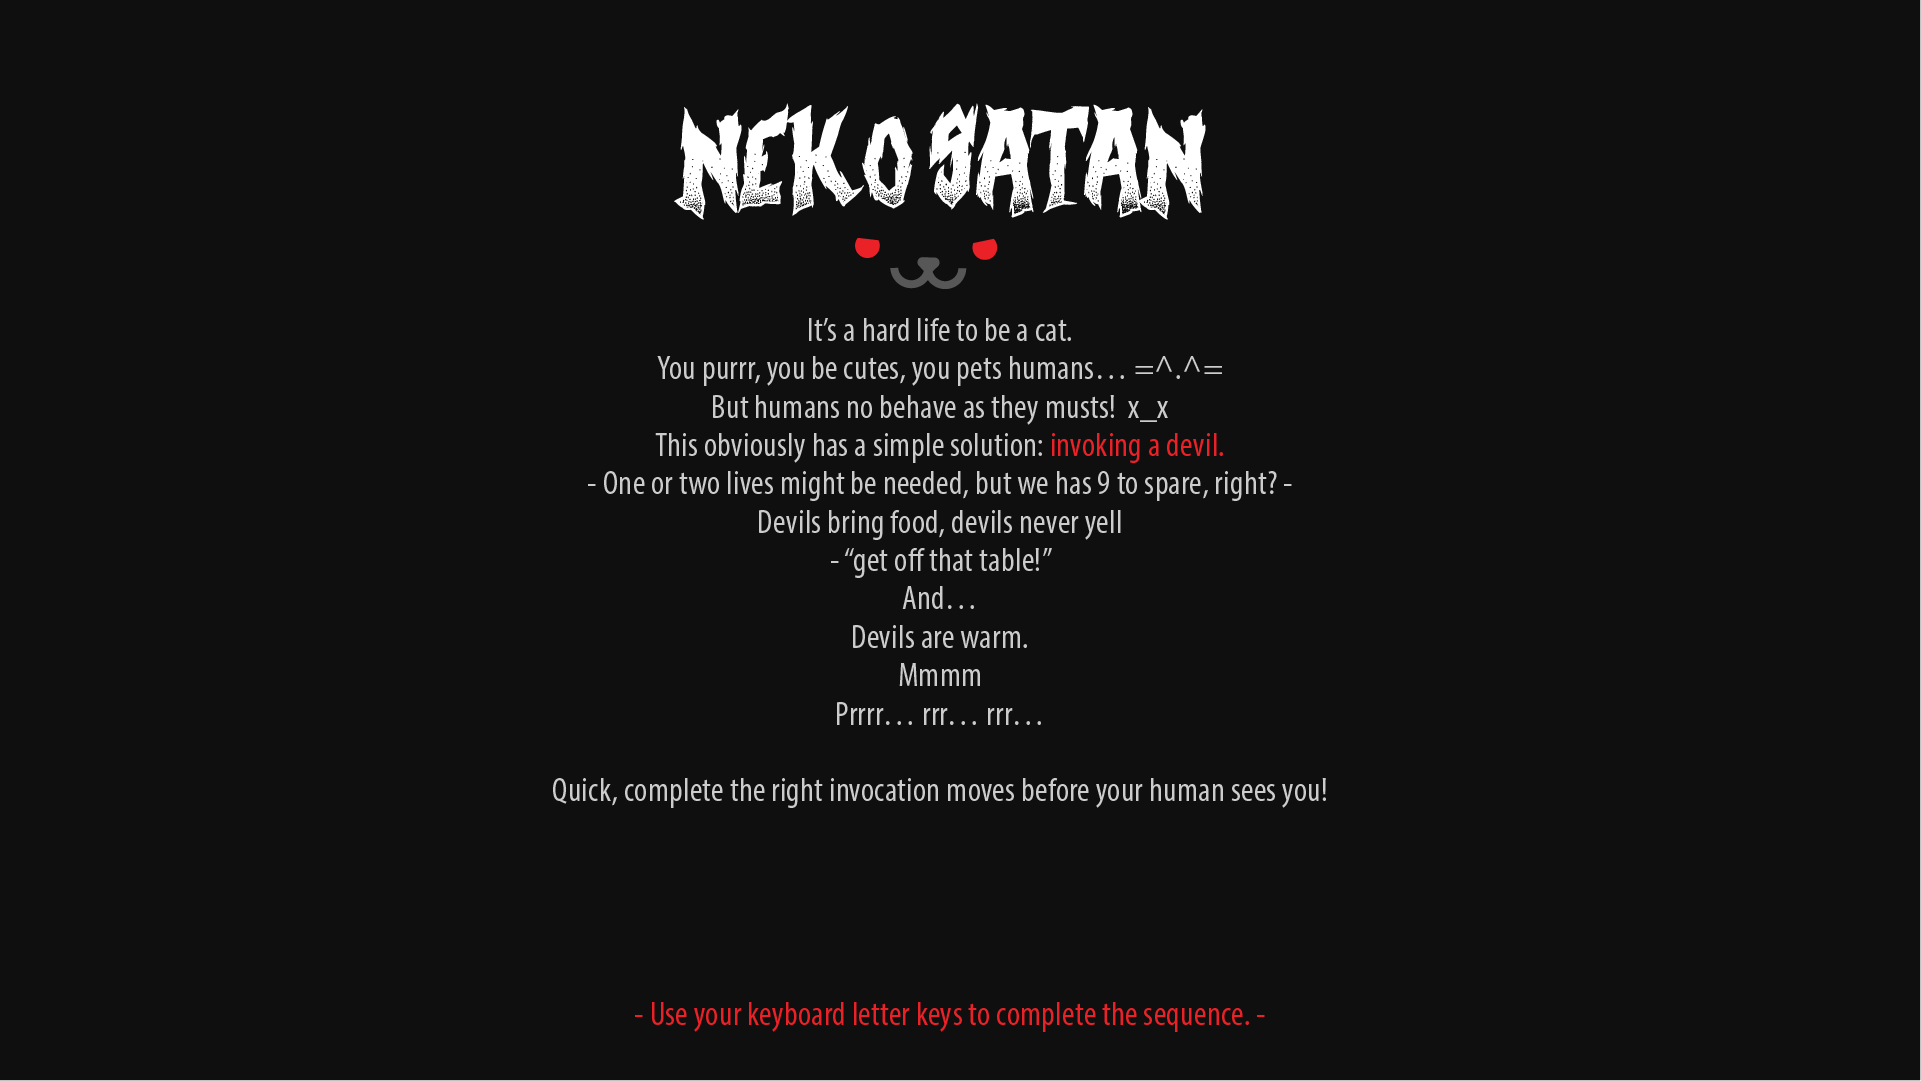 NEKO SATAN
It’s a hard life to be a cat.
You purrr, you be cutes, you pets humans… =^.^=
But humans no behave as they musts! x_x
This obviously has a simple solution: invoking a devil.
- One or two lives might be needed, but we has 9 to spare, right? -
Devils bring food, devils never yell
- “get off that table!”
And…
Devils are warm.
Mmmm
Prrrr… rrr… rrr…
Quick, complete the right invocation moves before your human sees you!
- Use your keyboard letter keys to complete the sequence. -